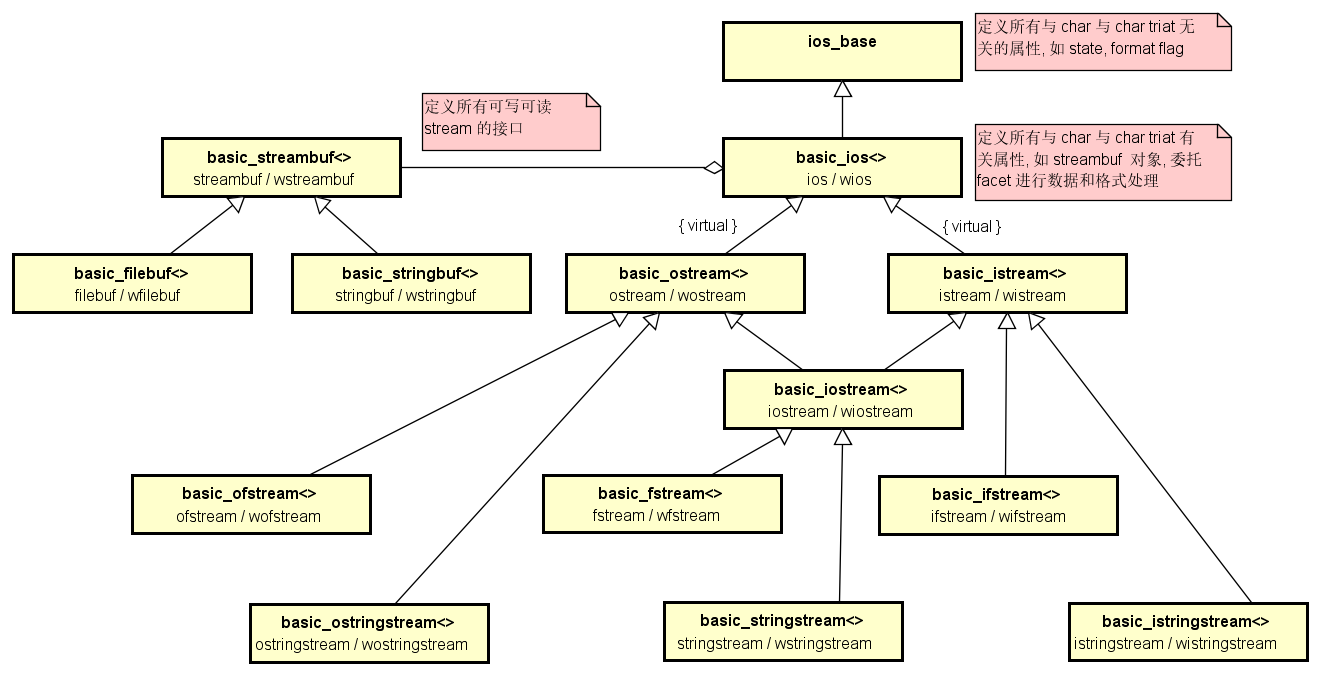 ios_base
定义所有与 char 与 char triat 无
关的属性, 如 state, format flag
定义所有可写可读
stream 的接口
basic_streambuf<>
streambuf / wstreambuf
basic_ios<>
ios / wios
定义所有与 char 与 char triat 有
关属性, 如 streambuf 对象, 委托
facet 进行数据和格式处理
{ virtual }
{ virtual }
basic_filebuf<>
filebuf / wfilebuf
basic_stringbuf<>
stringbuf / wstringbuf
basic_ostream<>
ostream / wostream
basic_istream<>
istream / wistream
basic_iostream<>
iostream / wiostream
basic_ofstream<>
ofstream / wofstream
basic_fstream<>
fstream / wfstream
basic_ifstream<>
ifstream / wifstream
basic_ostringstream<>
ostringstream / wostringstream
basic_stringstream<>
stringstream / wstringstream
basic_istringstream<>
istringstream / wistringstream